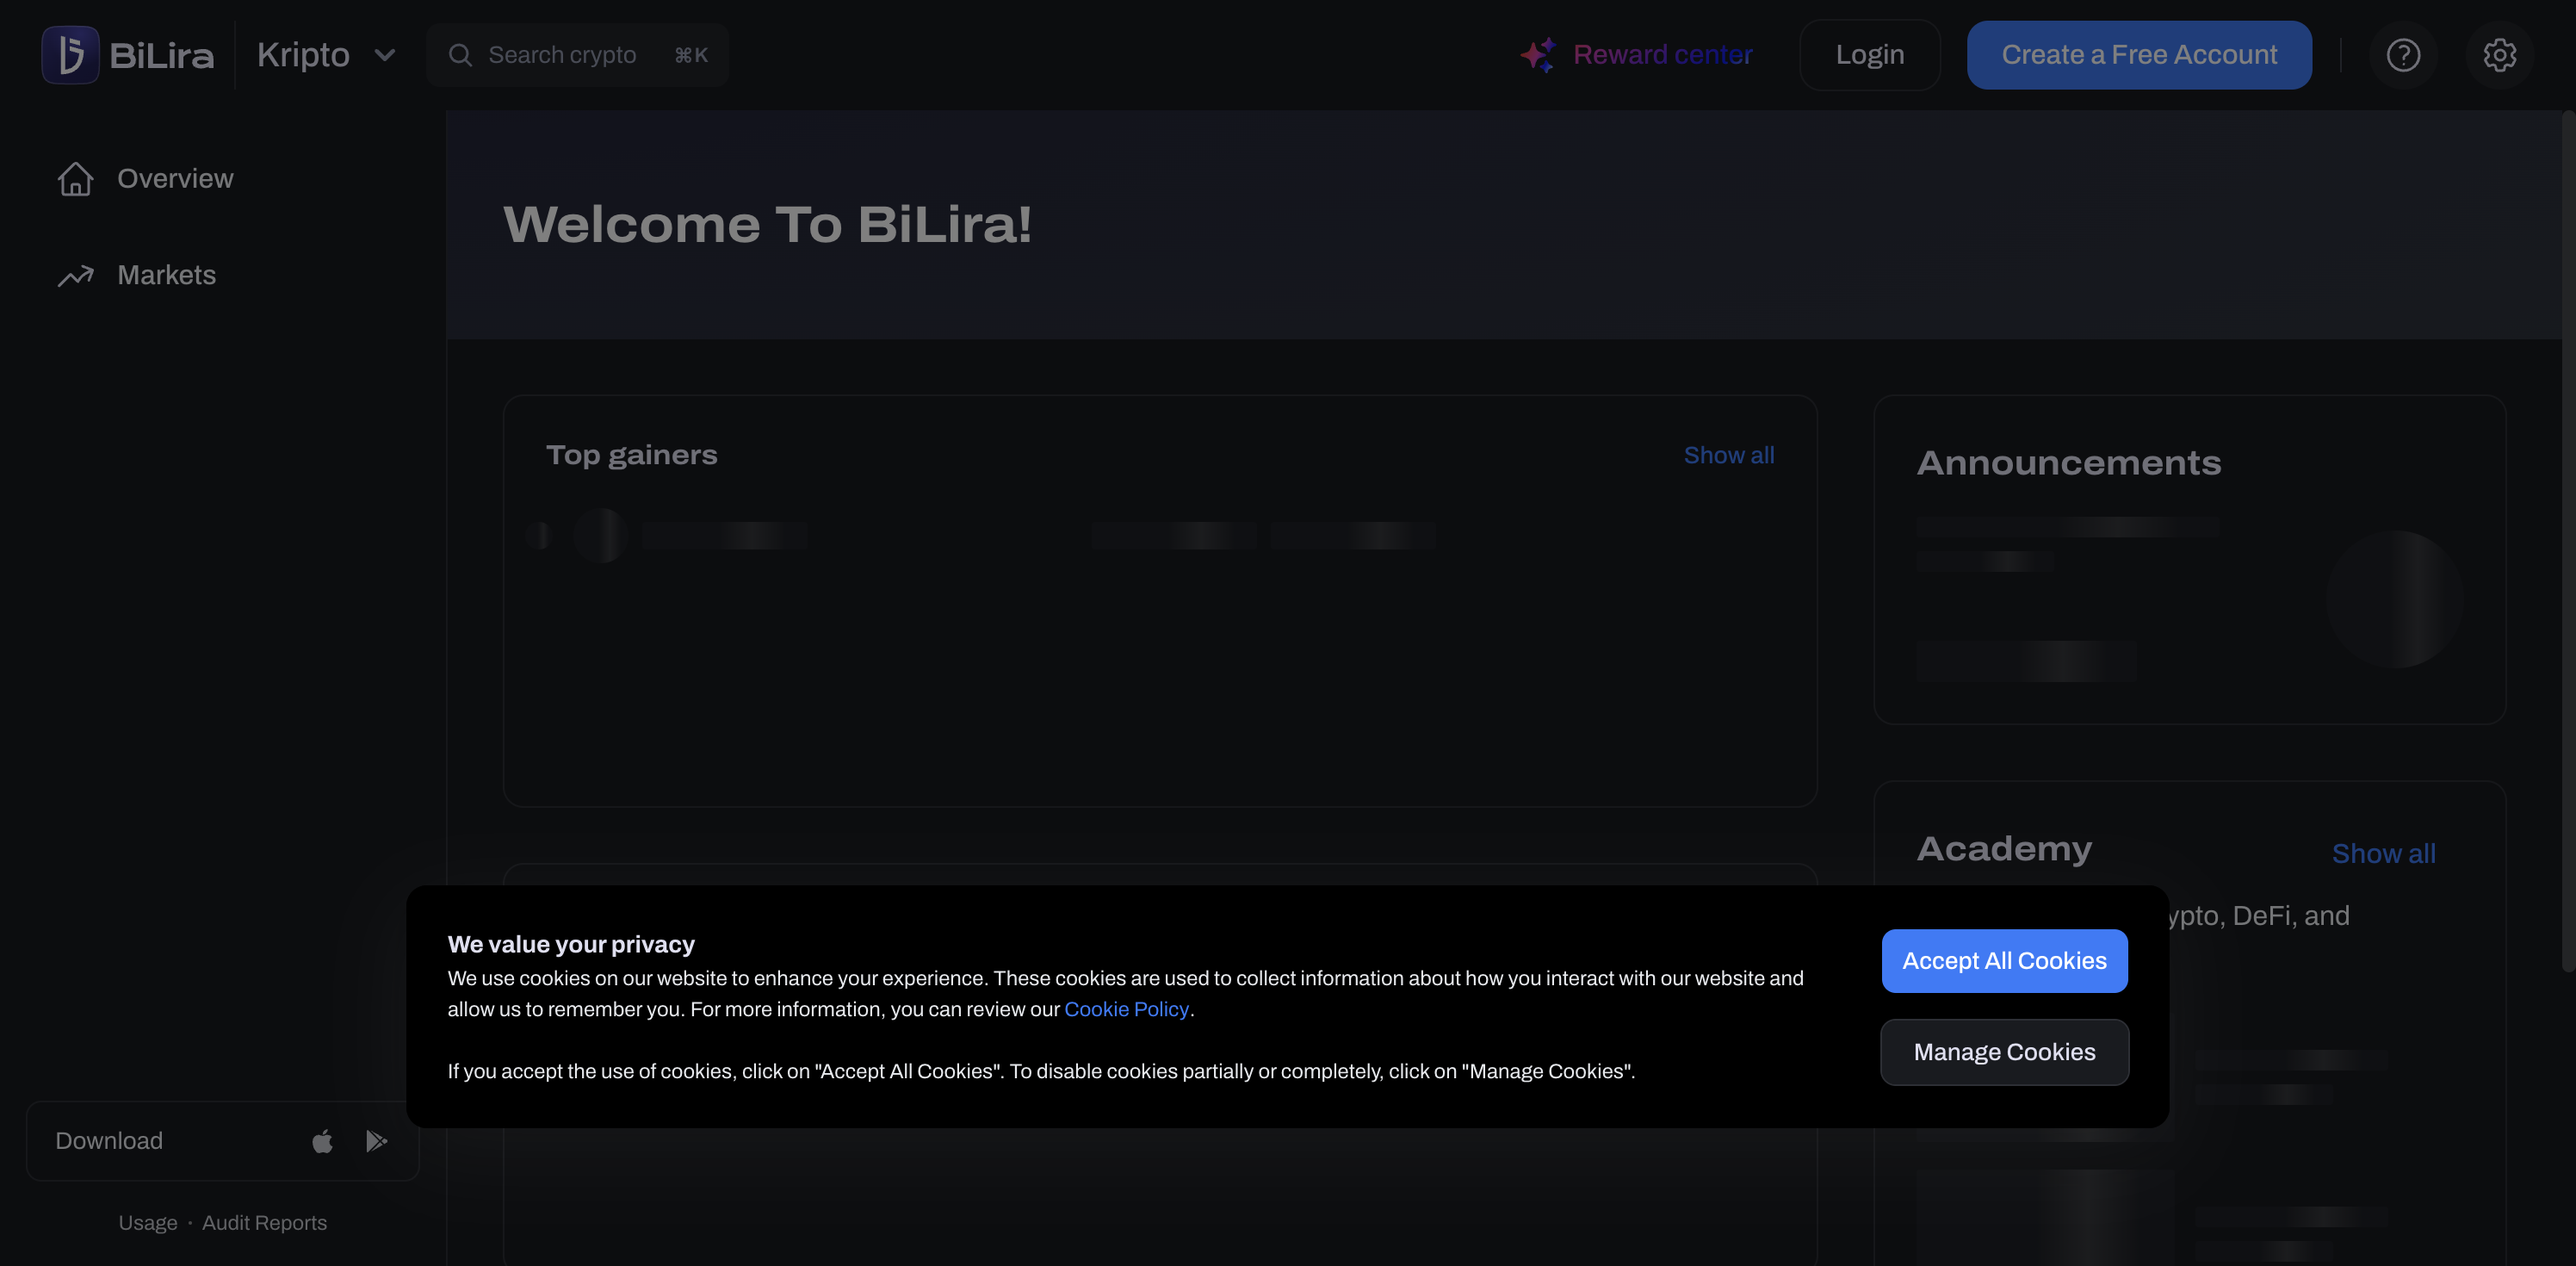 BiLira
Kripto
Search crypto
⌘K
Reward center
Login
Create a Free Account
Overview
Markets
Welcome To BiLira!
Top gainers
Show all
Announcements
Academy
Show all
ypto, DeFi, and
We value your privacy
We use cookies on our website to enhance your experience. These cookies are used to collect information about how you interact with our website and
allow us to remember you. For more information, you can review our Cookie Policy.
If you accept the use of cookies, click on "Accept All Cookies". To disable cookies partially or completely, click on "Manage Cookies".
Accept All Cookies
Manage Cookies
Download
Usage · Audit Reports